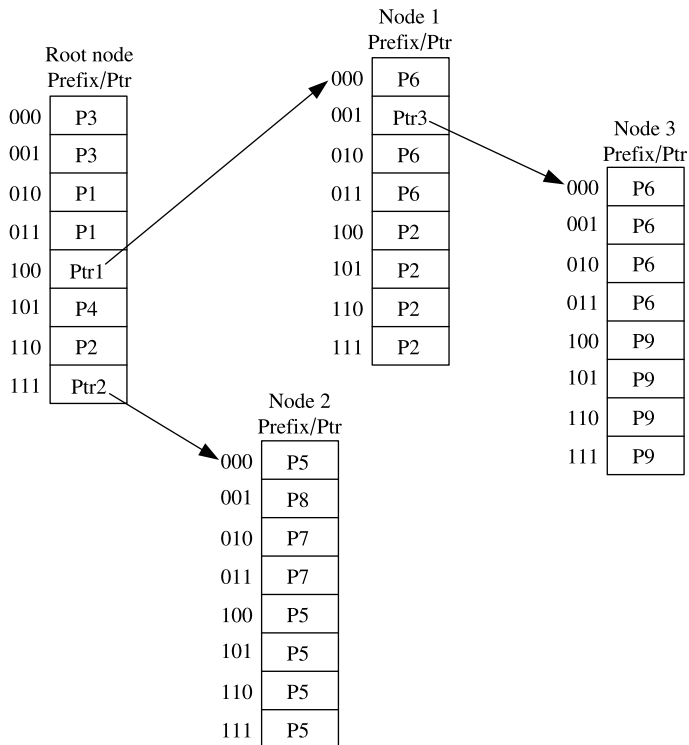 Root node
Prefix/Ptr
000 P3
001 P3
010 P1
011 P1
100 Ptr1
101 P4
110 P2
111 Ptr2
Node 1
Prefix/Ptr
000 P6
001 Ptr3
010 P6
011 P6
100 P2
101 P2
110 P2
111 P2
Node 3
Prefix/Ptr
000 P6
001 P6
010 P6
011 P6
100 P9
101 P9
110 P9
111 P9
Node 2
Prefix/Ptr
000 P5
001 P8
010 P7
011 P7
100 P5
101 P5
110 P5
111 P5